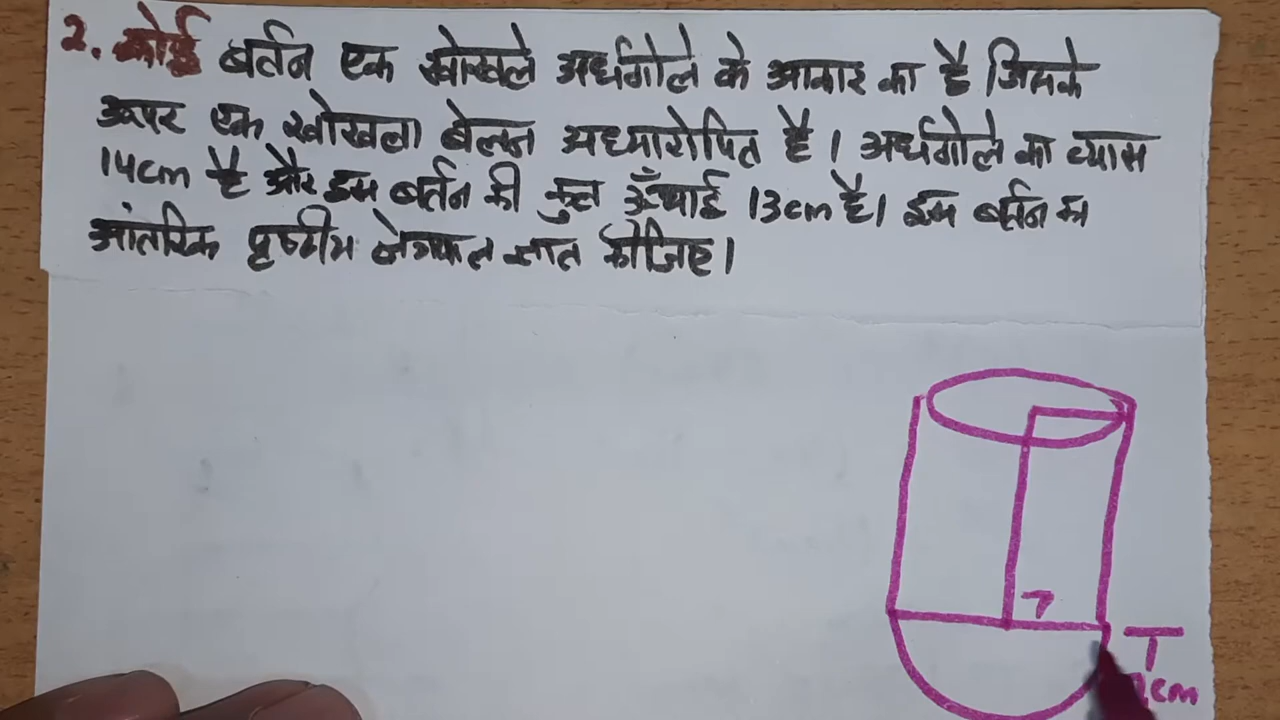 2. कोई बर्तन एक खोखले अर्धगोले के आकार का है जिसके
ऊपर एक खोखला बेलन अध्यारोपित है। अर्धगोले का व्यास
14cm है और इस बर्तन की कुल ऊँचाई 13cm है। इस बर्तन का
आंतरिक पृष्ठीय क्षेत्रफल ज्ञात कीजिए।
7
cm